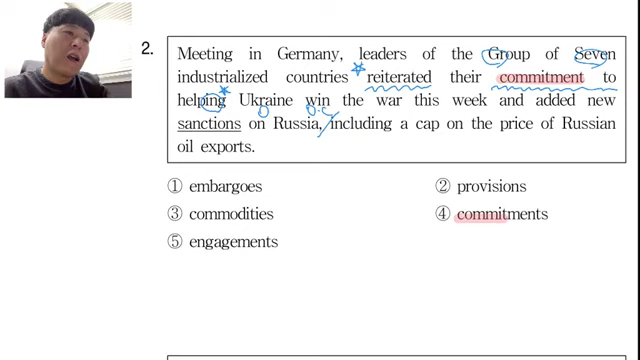 2.
Meeting in Germany, leaders of the Group of Seven
industrialized countries reiterated their commitment to
helping Ukraine win the war this week and added new
O O.C
sanctions on Russia, including a cap on the price of Russian
oil exports.
① embargoes
② provisions
③ commodities
④ commitments
⑤ engagements